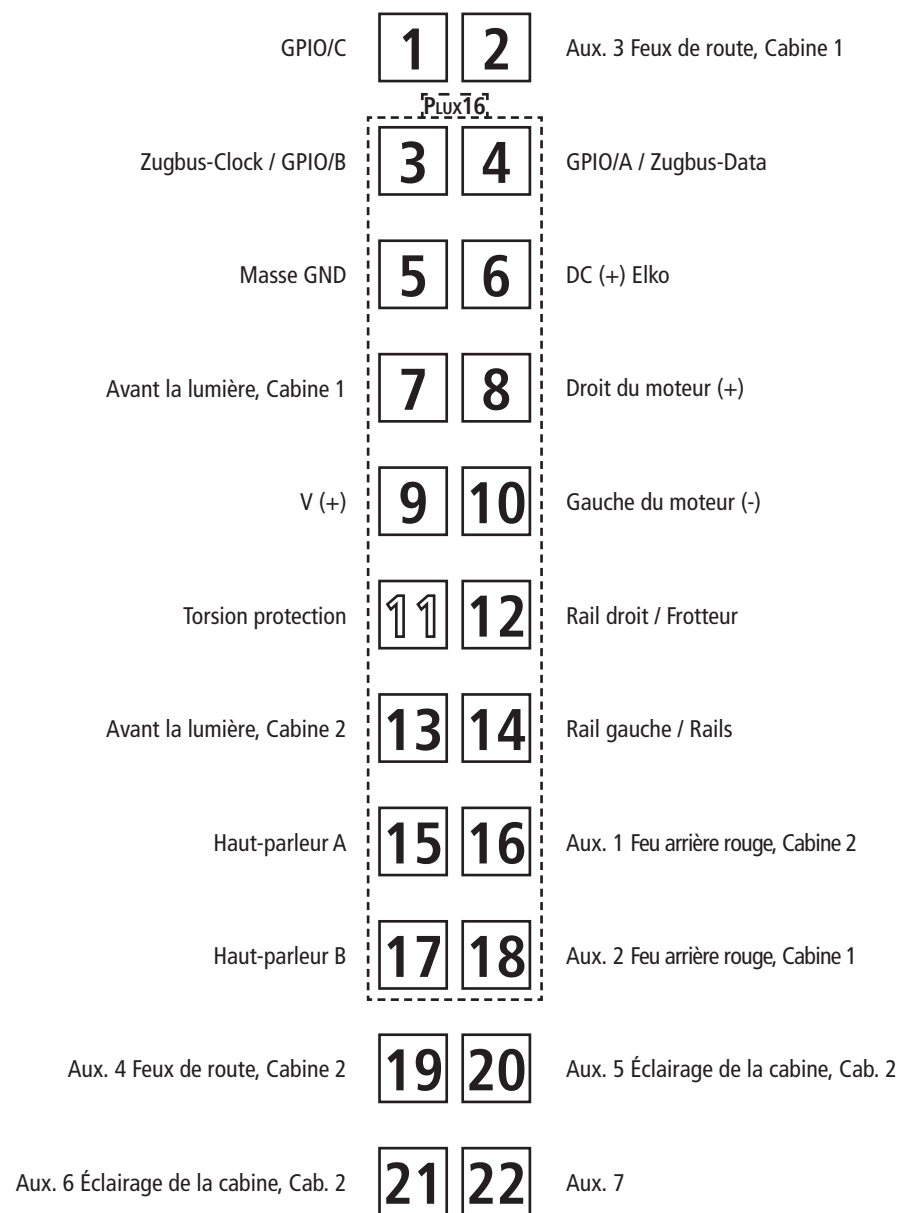 GPIO/C 1 2 Aux. 3 Feux de route, Cabine 1
PLUX16
Zugbus-Clock / GPIO/B 3 4 GPIO/A / Zugbus-Data
Masse GND 5 6 DC (+) Elko
Avant la lumière, Cabine 1 7 8 Droit du moteur (+)
V (+) 9 10 Gauche du moteur (-)
Torsion protection 11 12 Rail droit / Frotteur
Avant la lumière, Cabine 2 13 14 Rail gauche / Rails
Haut-parleur A 15 16 Aux. 1 Feu arrière rouge, Cabine 2
Haut-parleur B 17 18 Aux. 2 Feu arrière rouge, Cabine 1
Aux. 4 Feux de route, Cabine 2 19 20 Aux. 5 Éclairage de la cabine, Cab. 2
Aux. 6 Éclairage de la cabine, Cab. 2 21 22 Aux. 7